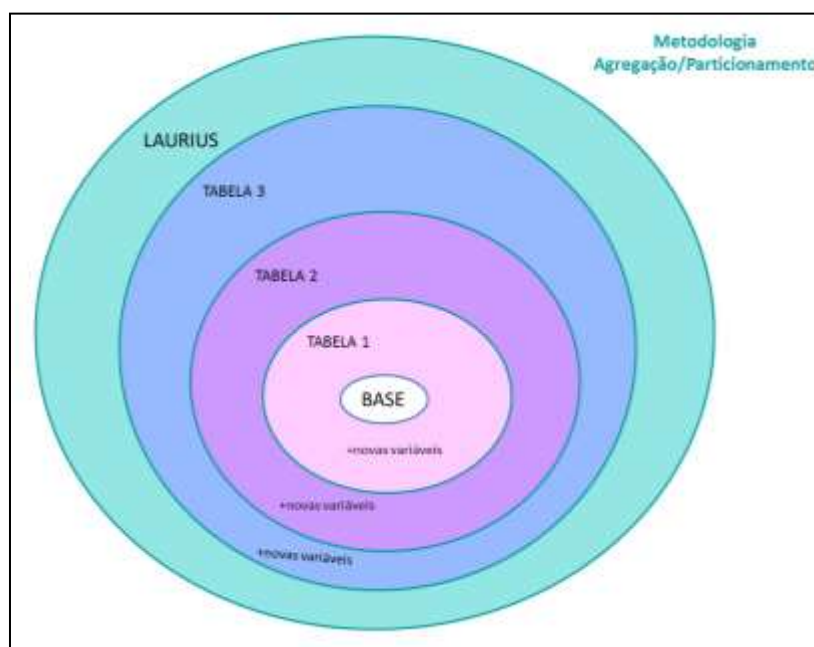 Metodologia
Agregação/Particionamento
LAURIUS
TABELA 3
TABELA 2
TABELA 1
BASE
+novas variáveis
+novas variáveis
+novas variáveis